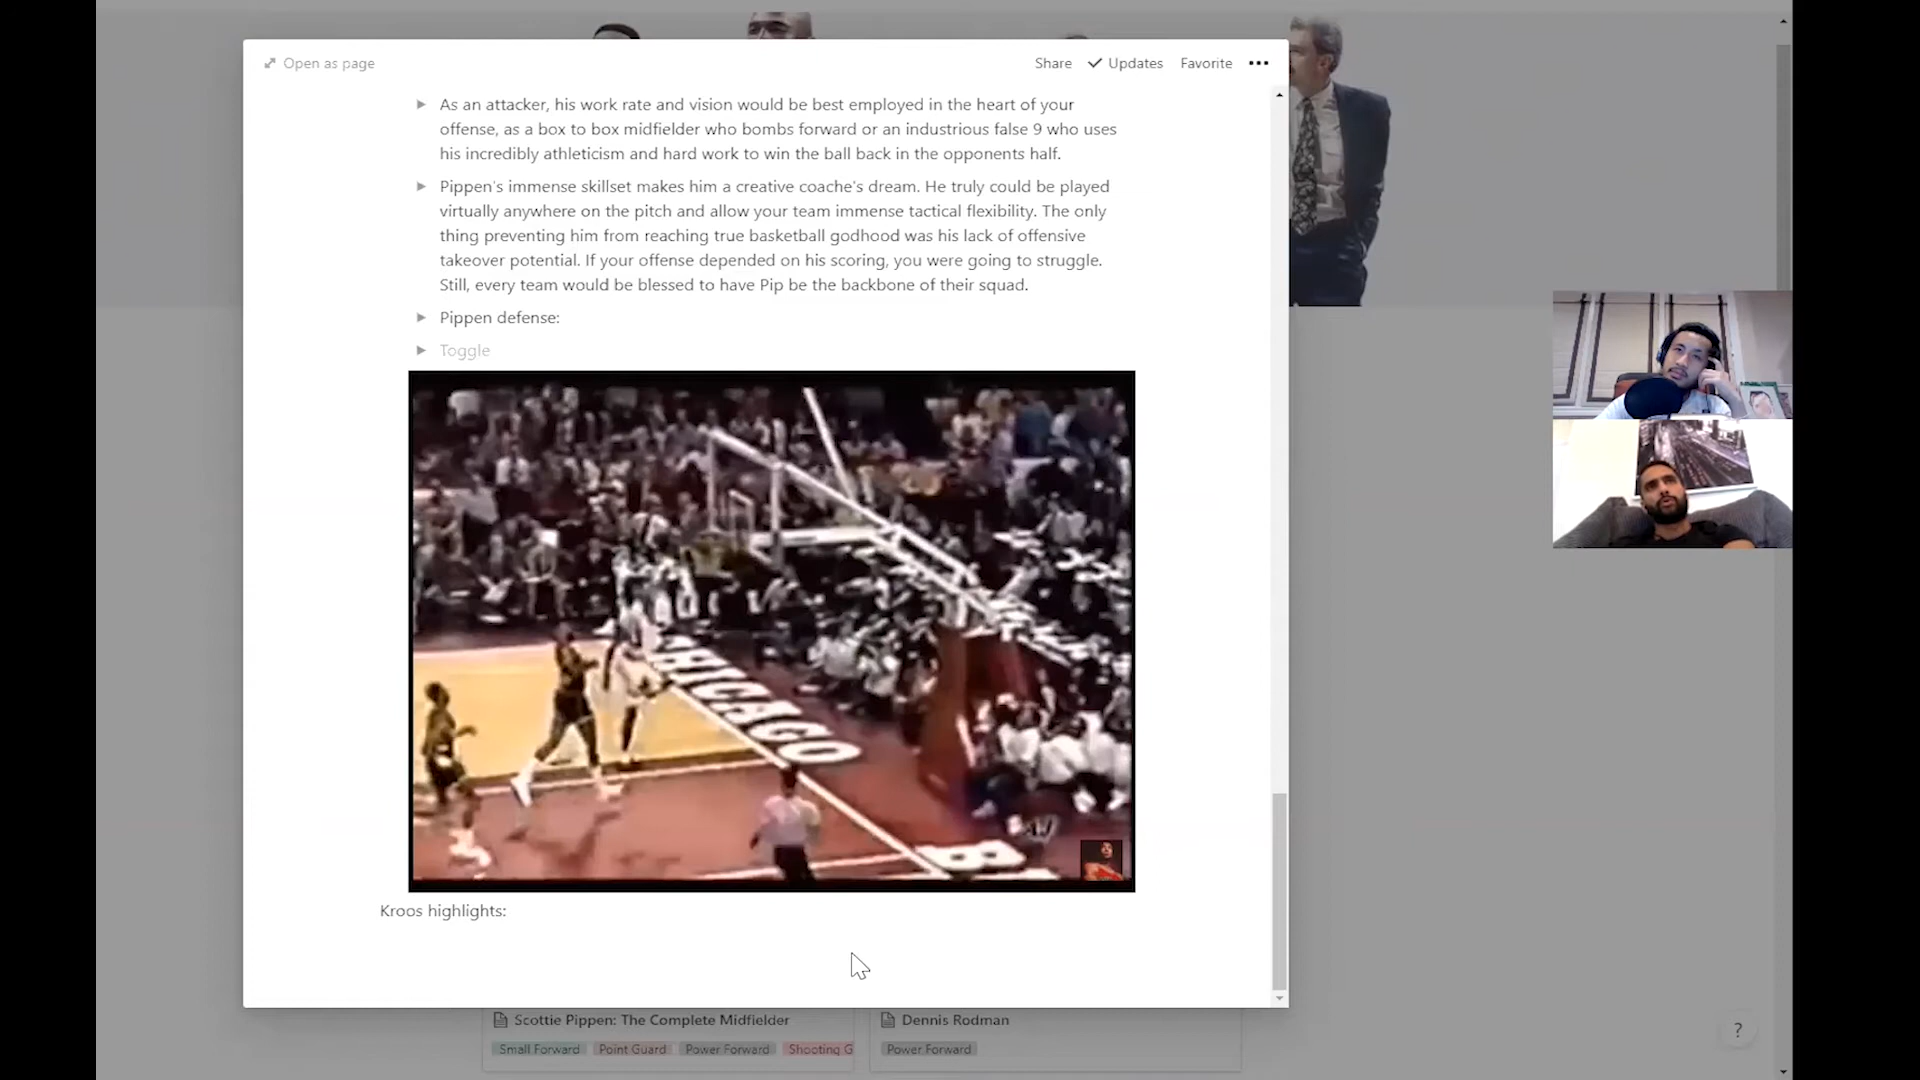 Open as page
Share
Updates
Favorite
As an attacker, his work rate and vision would be best employed in the heart of your
offense, as a box to box midfielder who bombs forward or an industrious false 9 who uses
his incredibly athleticism and hard work to win the ball back in the opponents half.
Pippen's immense skillset makes him a creative coache's dream. He truly could be played
virtually anywhere on the pitch and allow your team immense tactical flexibility. The only
thing preventing him from reaching true basketball godhood was his lack of offensive
takeover potential. If your offense depended on his scoring, you were going to struggle.
Still, every team would be blessed to have Pip be the backbone of their squad.
Pippen defense:
Toggle
CHICAGO
B
Kroos highlights:
Scottie Pippen: The Complete Midfielder
Small Forward
Point Guard
Power Forward
Shooting G
Dennis Rodman
Power Forward
?